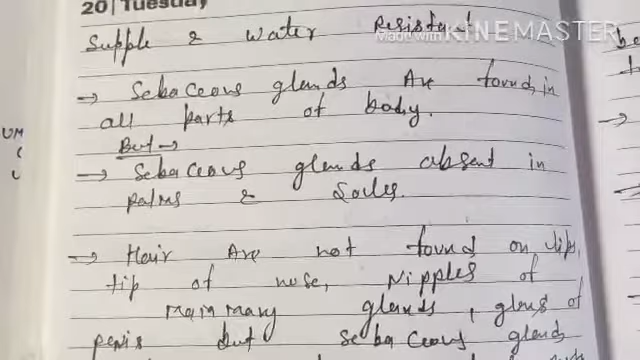 20 | Tuesday
Supple & water Resistant
Made with KINEMASTER
→ Sebaceous glands Are found in
all parts of body.
But →
→ Sebaceous glands absent in
palms & Soles.
→ Hair Are not found on lip,
tip of nose, Nipples of
mammary glands, glans of
penis but sebaceous glands
UM